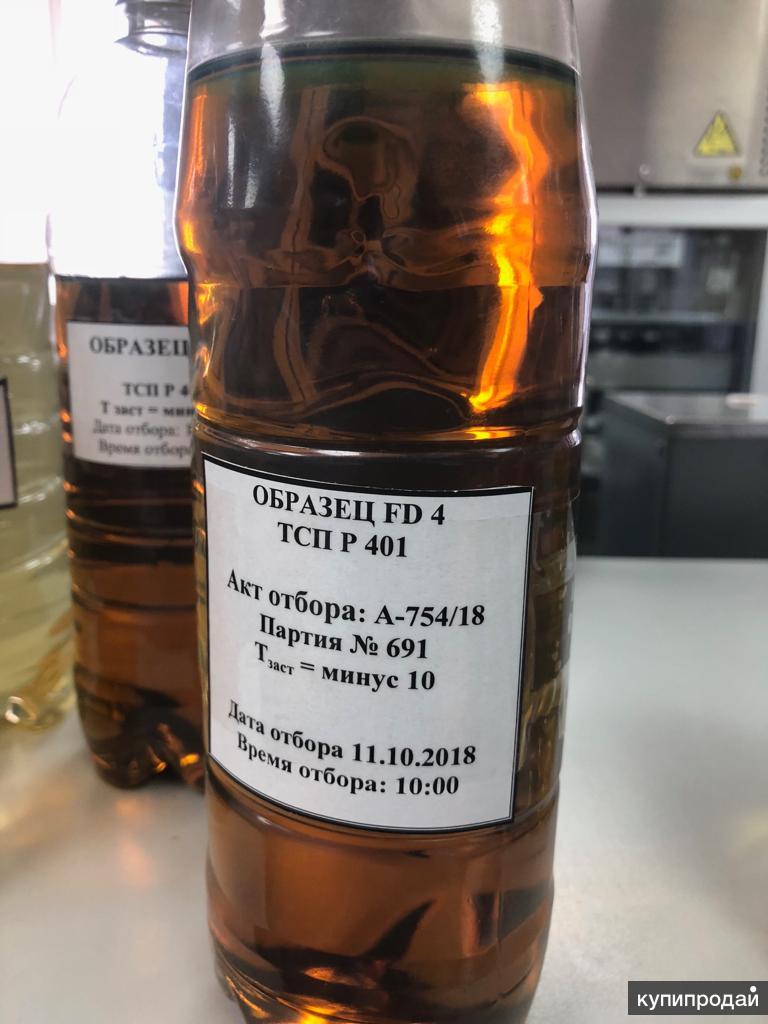 ОБРАЗЕЦ FD 4
ТСП Р 401
Акт отбора: А-754/18
Партия № 691
Tзаст = минус 10
Дата отбора 11.10.2018
Время отбора: 10:00
ОБРАЗЕЦ
ТСП Р 4
Т заст = мин
Дата отбора:
Время отбор
купипродай